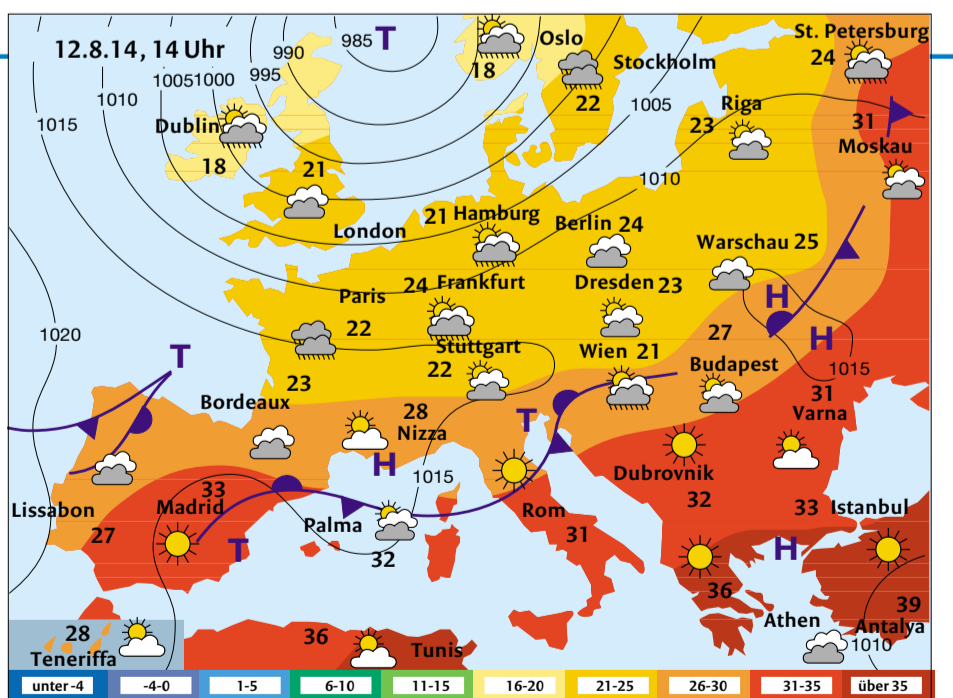 12.8.14, 14 Uhr
990
985 T
Oslo
St. Petersburg
18
24
995
1005 1000
Stockholm
1010
22
1005
Riga
1015
Dublin
23
31
Moskau
18
21
1010
London
21 Hamburg
Berlin 24
Warschau 25
24 Frankfurt
Dresden 23
Paris
H
22
27
1020
T
Stuttgart
22
Wien 21
H
Budapest
1015
23
31
Bordeaux
28
T
Varna
Nizza
H
1015
Dubrovnik
33
32
Lissabon
Madrid
Palma
Rom
33 Istanbul
27
T
32
31
H
36
39
28
36
Athen
Antalya
Teneriffa
Tunis
1010
unter -4
-4-0
1-5
6-10
11-15
16-20
21-25
26-30
31-35
über 35